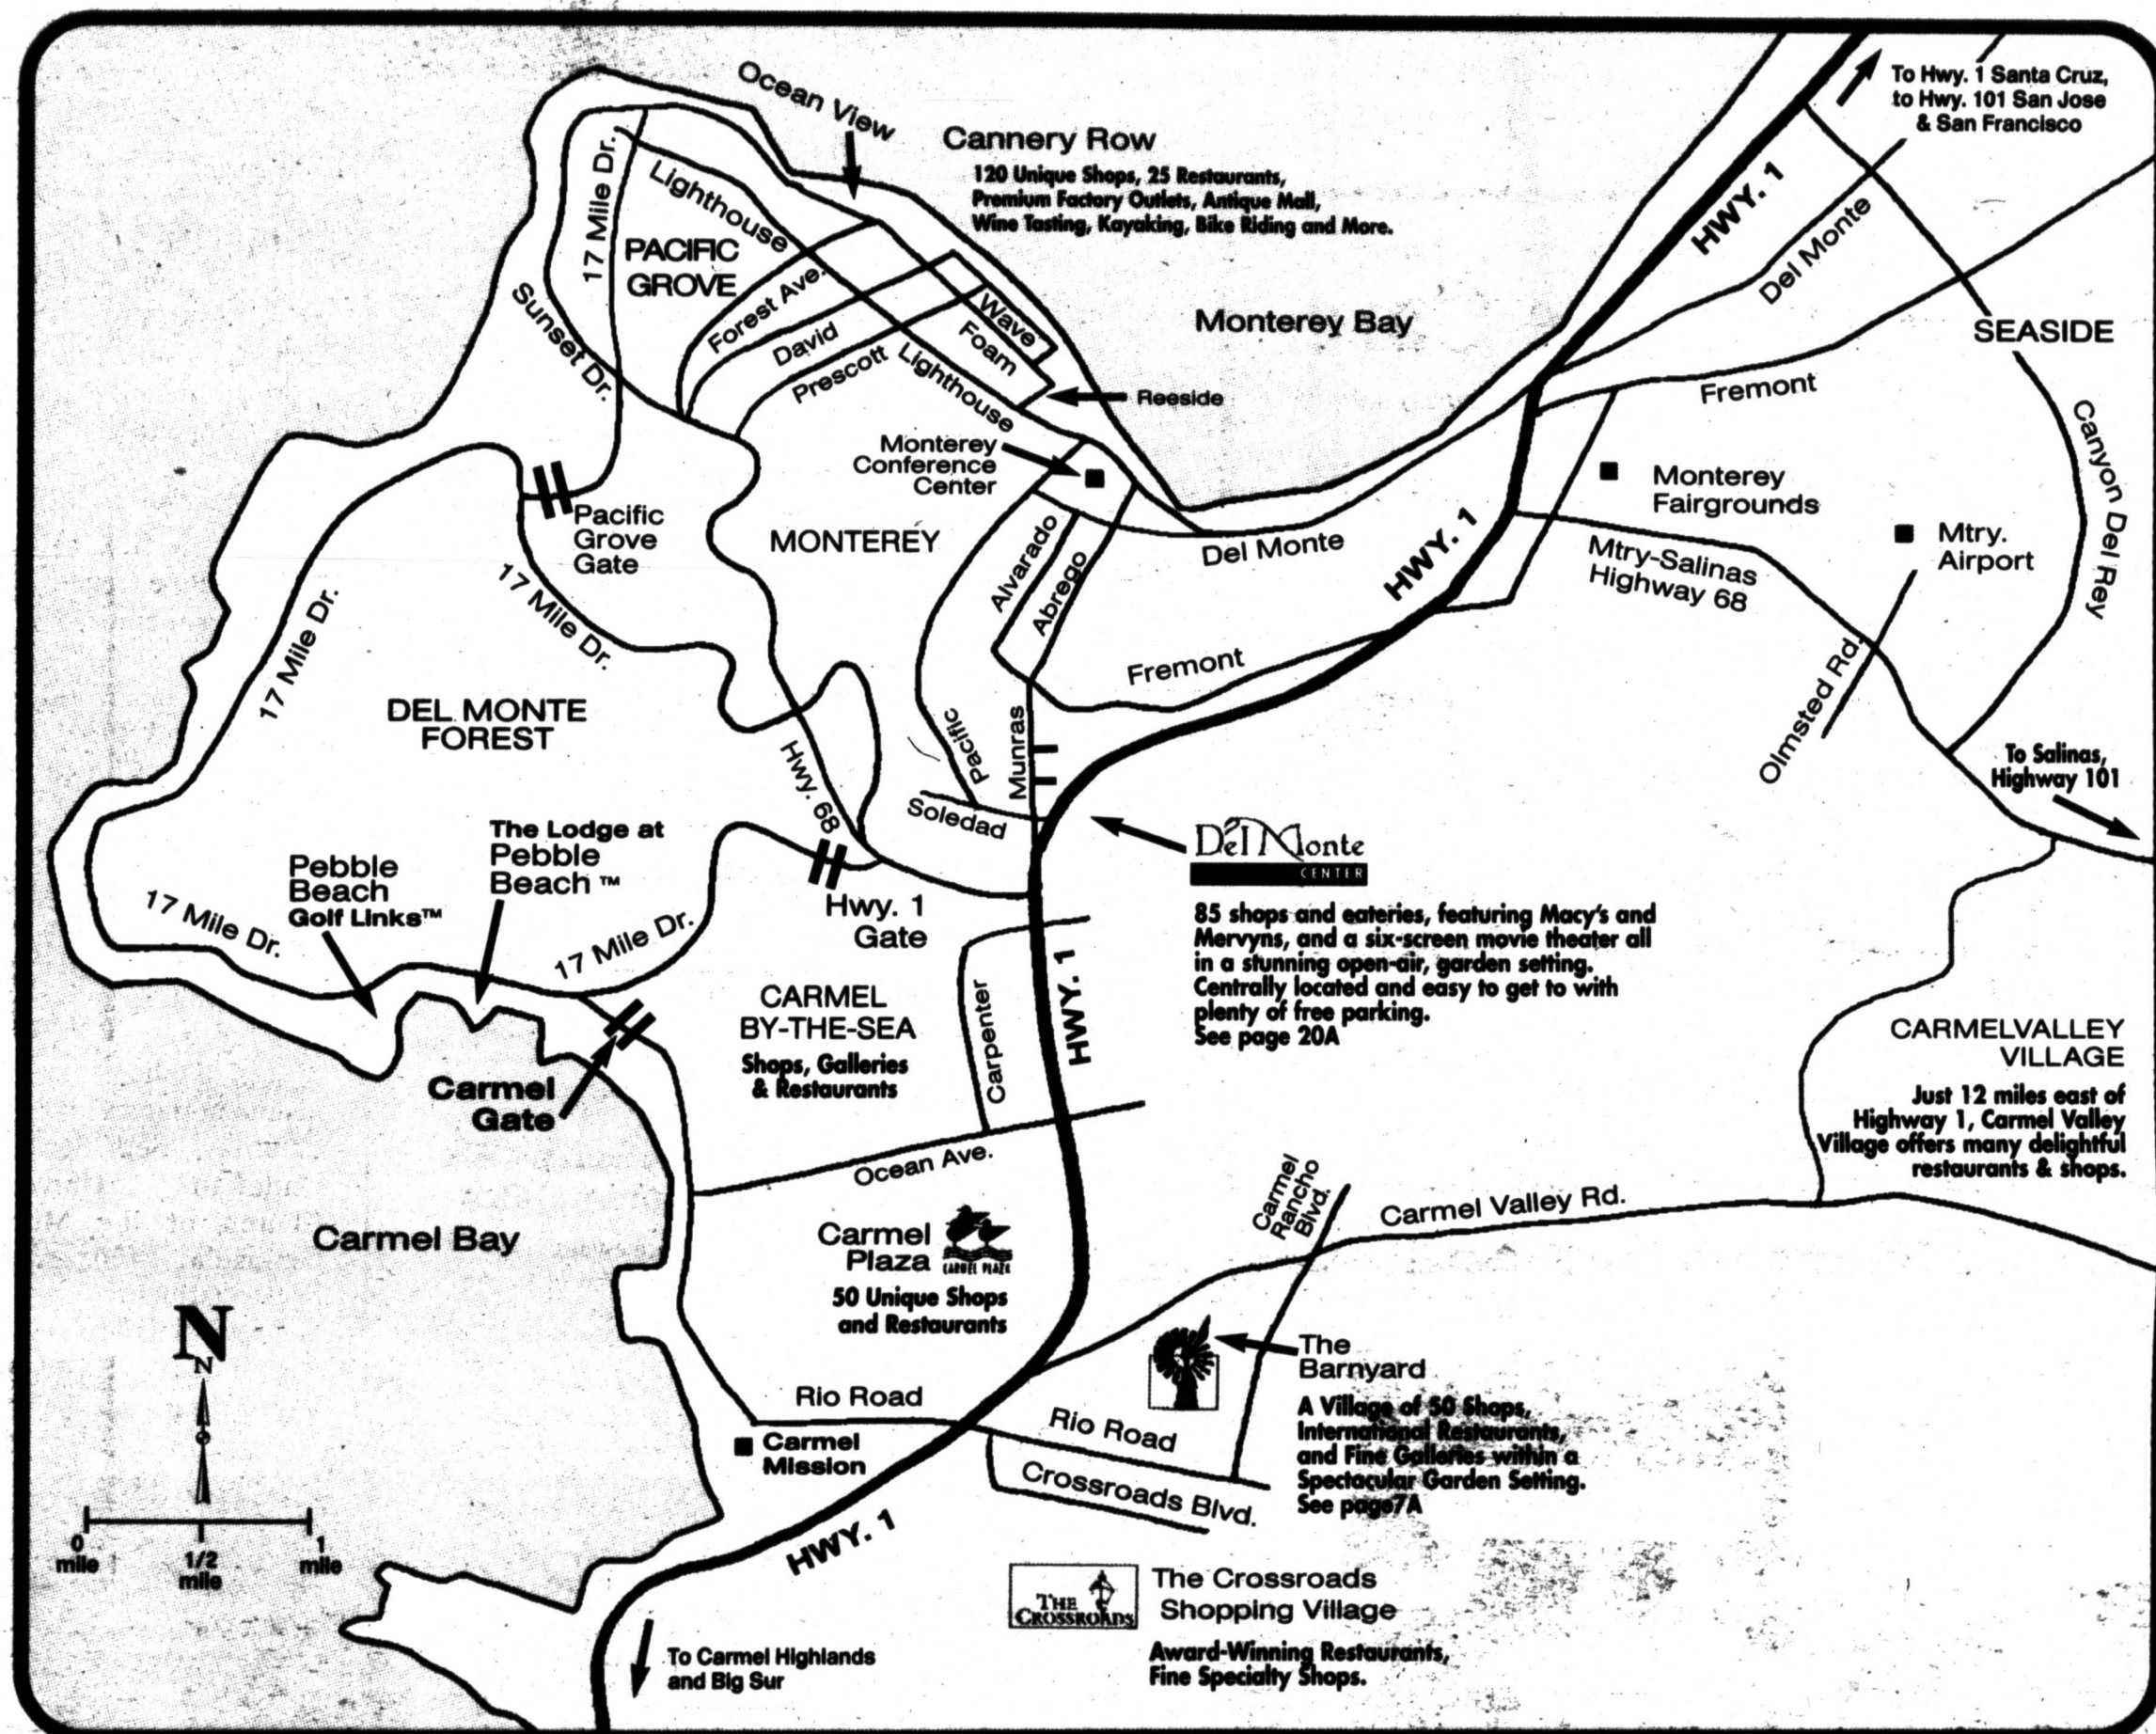 Ocean View
Cannery Row
120 Unique Shops, 25 Restaurants,
Premium Factory Outlets, Antique Mall,
Wine Tasting, Kayaking, Bike Riding and More.
To Hwy. 1 Santa Cruz,
to Hwy. 101 San Jose
& San Francisco
HWY. 1
Del Monte
17 Mile Dr.
Lighthouse
PACIFIC
GROVE
Sunset Dr.
Forest Ave.
David
Prescott
Lighthouse
Wave
Foam
Reeside
Monterey Bay
SEASIDE
Fremont
Canyon Del Rey
Monterey
Conference
Center
Monterey
Fairgrounds
Mtry.
Airport
Pacific
Grove
Gate
MONTEREY
Alvarado
Abrego
Del Monte
HWY. 1
Mtry-Salinas
Highway 68
17 Mile Dr.
17 Mile Dr.
Fremont
Olmsted Rd.
DEL MONTE
FOREST
Hwy. 68
Pacific
Munras
Soledad
To Salinas,
Highway 101
Del Monte
CENTER
85 shops and eateries, featuring Macy's and
Mervyns, and a six-screen movie theater all
in a stunning open-air, garden setting.
Centrally located and easy to get to with
plenty of free parking.
See page 20A
The Lodge at
Pebble
Beach ™
Pebble
Beach
Golf Links™
17 Mile Dr.
17 Mile Dr.
Hwy. 1
Gate
CARMEL
BY-THE-SEA
Shops, Galleries
& Restaurants
Carpenter
HWY. 1
Carmel
Gate
CARMELVALLEY
VILLAGE
Just 12 miles east of
Highway 1, Carmel Valley
Village offers many delightful
restaurants & shops.
Ocean Ave.
Carmel
Rancho
Blvd.
Carmel Valley Rd.
Carmel Bay
Carmel
Plaza
CARMEL PLAZA
50 Unique Shops
and Restaurants
The
Barnyard
A Village of 50 Shops,
International Restaurants,
and Fine Galleries within a
Spectacular Garden Setting.
See page7A
Rio Road
Rio Road
Carmel
Mission
Crossroads Blvd.
HWY. 1
N
N
0
mile
1/2
mile
1
mile
THE
CROSSROADS
The Crossroads
Shopping Village
Award-Winning Restaurants,
Fine Specialty Shops.
To Carmel Highlands
and Big Sur